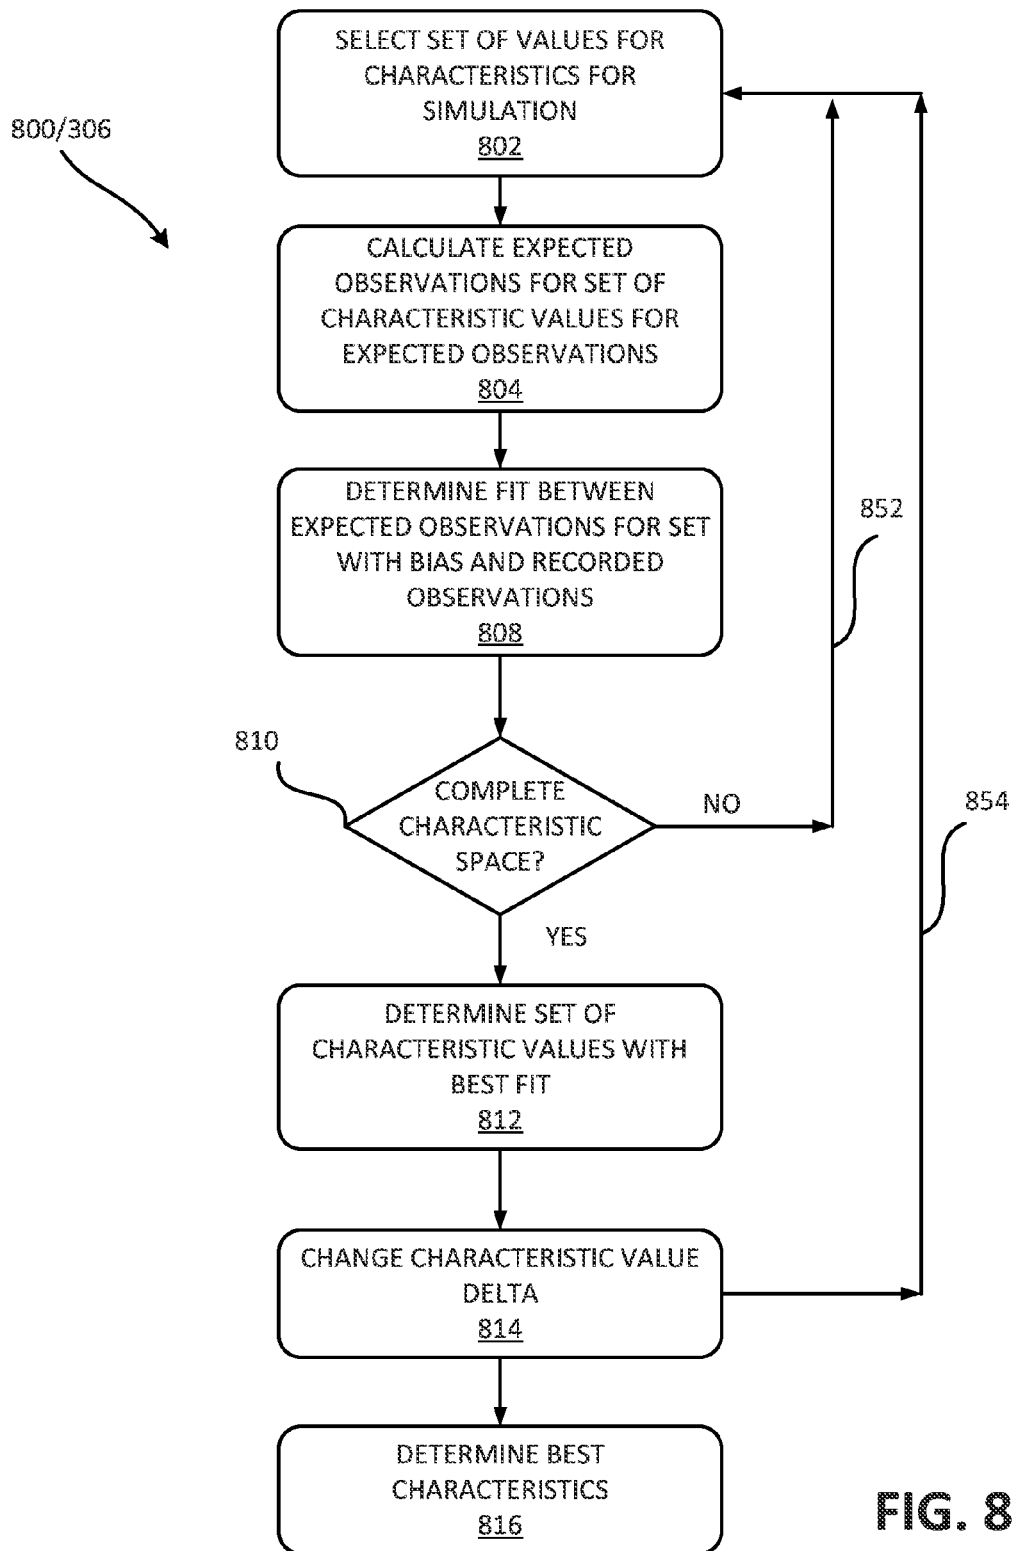 SELECT SET OF VALUES FOR
CHARACTERISTICS FOR
SIMULATION
802
800/306
CALCULATE EXPECTED
OBSERVATIONS FOR SET OF
CHARACTERISTIC VALUES FOR
EXPECTED OBSERVATIONS
804
DETERMINE FIT BETWEEN
EXPECTED OBSERVATIONS FOR SET
WITH BIAS AND RECORDED
OBSERVATIONS
808
852
810
COMPLETE
CHARACTERISTIC
SPACE?
NO
854
YES
DETERMINE SET OF
CHARACTERISTIC VALUES WITH
BEST FIT
812
CHANGE CHARACTERISTIC VALUE
DELTA
814
DETERMINE BEST
CHARACTERISTICS
816
FIG. 8